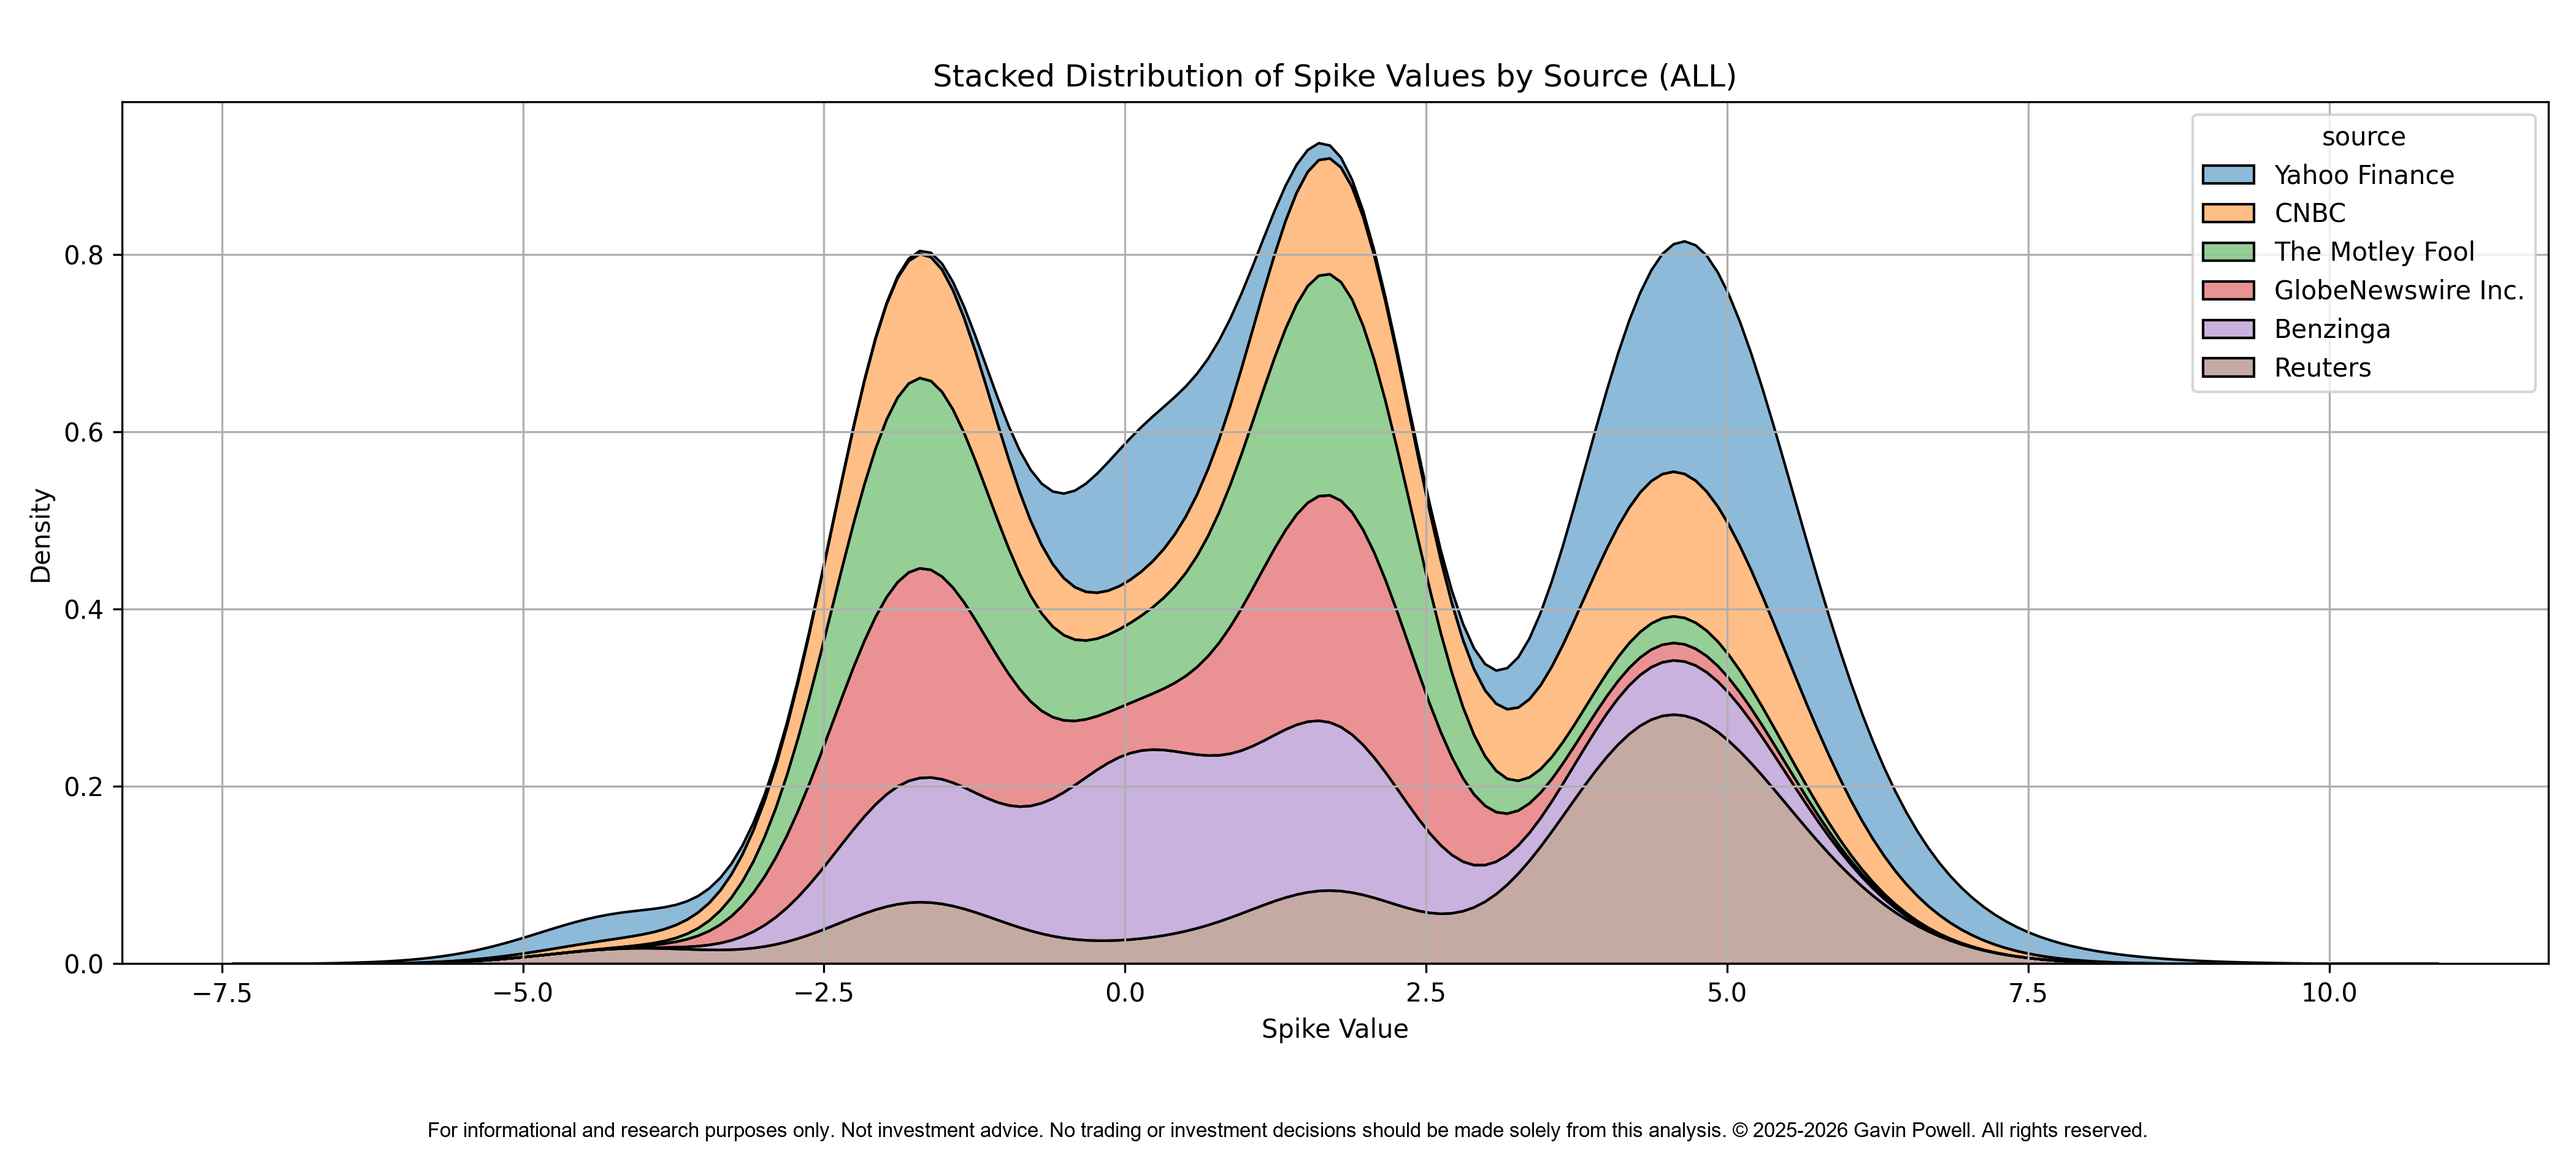 Stacked Distribution of Spike Values by Source (ALL)
source
Yahoo Finance
CNBC
The Motley Fool
GlobeNewswire Inc.
Benzinga
Reuters
Density
0.8
0.6
0.4
0.2
0.0
−7.5 −5.0 −2.5 0.0 2.5 5.0 7.5 10.0
Spike Value
For informational and research purposes only. Not investment advice. No trading or investment decisions should be made solely from this analysis. © 2025-2026 Gavin Powell. All rights reserved.